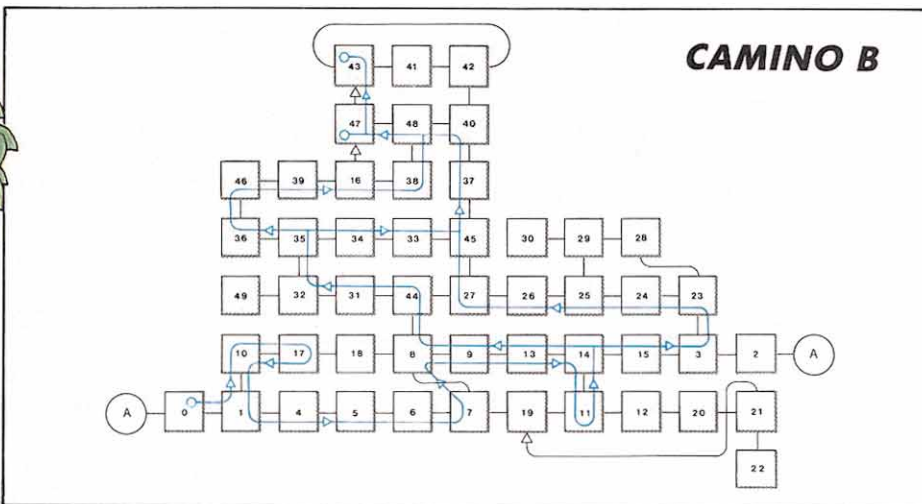 CAMINO B
43 41 42
47 48 40
46 39 16 38 37
36 35 34 33 45 30 29 28
49 32 31 44 27 26 25 24 23
10 17 18 8 9 13 14 15 3 2 A
A 0 1 4 5 6 7 19 11 12 20 21
22